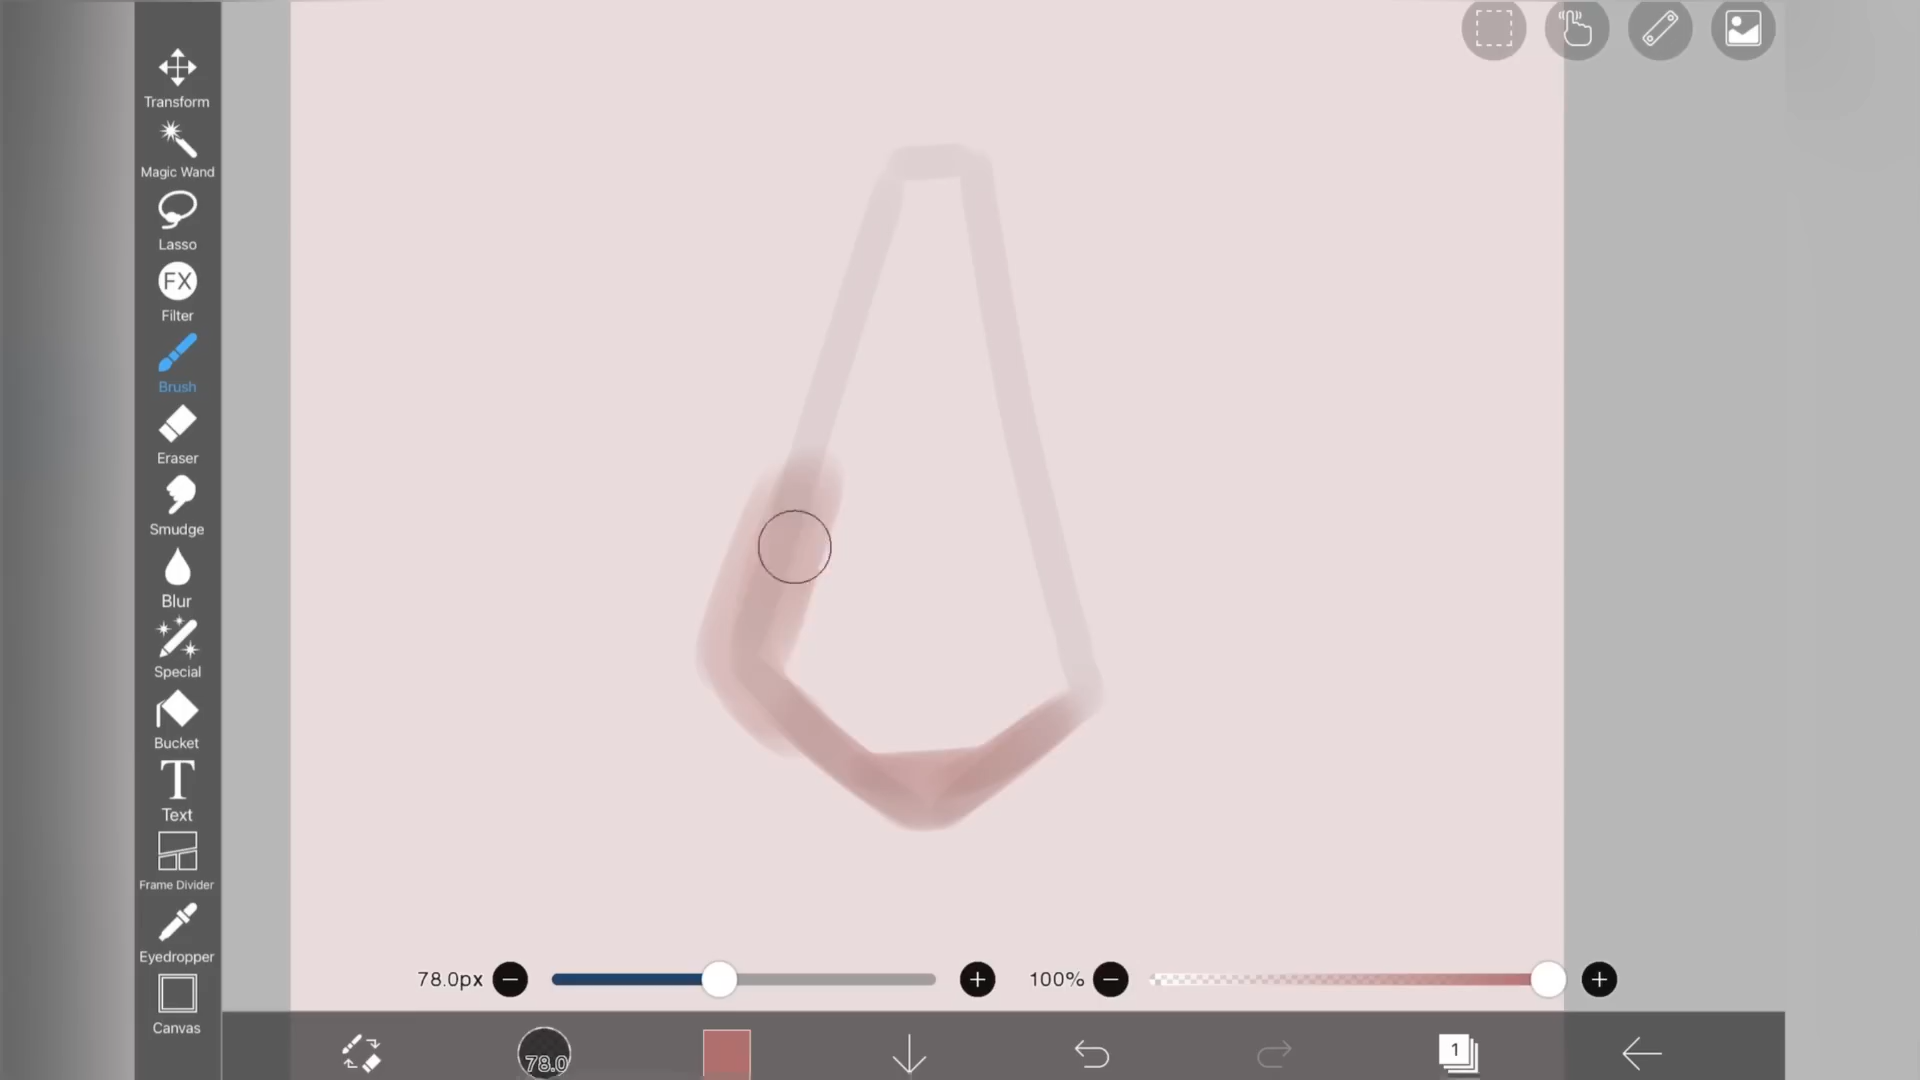 Transform
Magic Wand
Lasso
FX
Filter
Brush
Eraser
Smudge
Blur
Special
Bucket
T
Text
Frame Divider
Eyedropper
Canvas
78.0px
100%
78.0
1